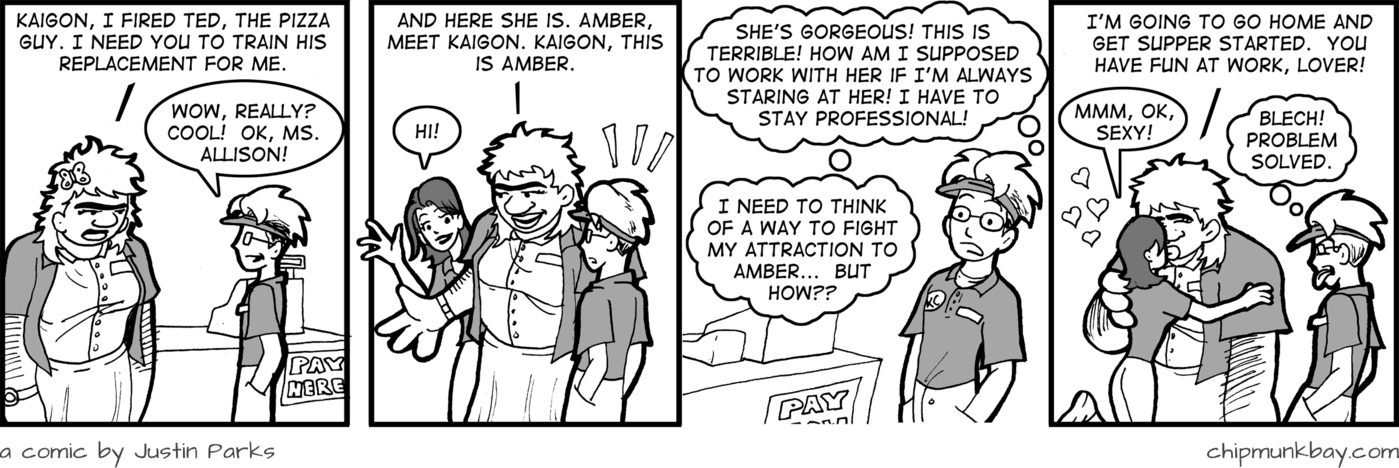 KAIGON, I FIRED TED, THE PIZZA
GUY. I NEED YOU TO TRAIN HIS
REPLACEMENT FOR ME.
WOW, REALLY?
COOL! OK, MS.
ALLISON!
PAY
HERE
AND HERE SHE IS. AMBER,
MEET KAIGON. KAIGON, THIS
IS AMBER.
HI!
SHE'S GORGEOUS! THIS IS
TERRIBLE! HOW AM I SUPPOSED
TO WORK WITH HER IF I'M ALWAYS
STARING AT HER! I HAVE TO
STAY PROFESSIONAL!
I NEED TO THINK
OF A WAY TO FIGHT
MY ATTRACTION TO
AMBER... BUT
HOW??
KC
PAY
I'M GOING TO GO HOME AND
GET SUPPER STARTED. YOU
HAVE FUN AT WORK, LOVER!
MMM, OK,
SEXY!
BLECH!
PROBLEM
SOLVED.
a comic by Justin Parks
chipmunkbay.com